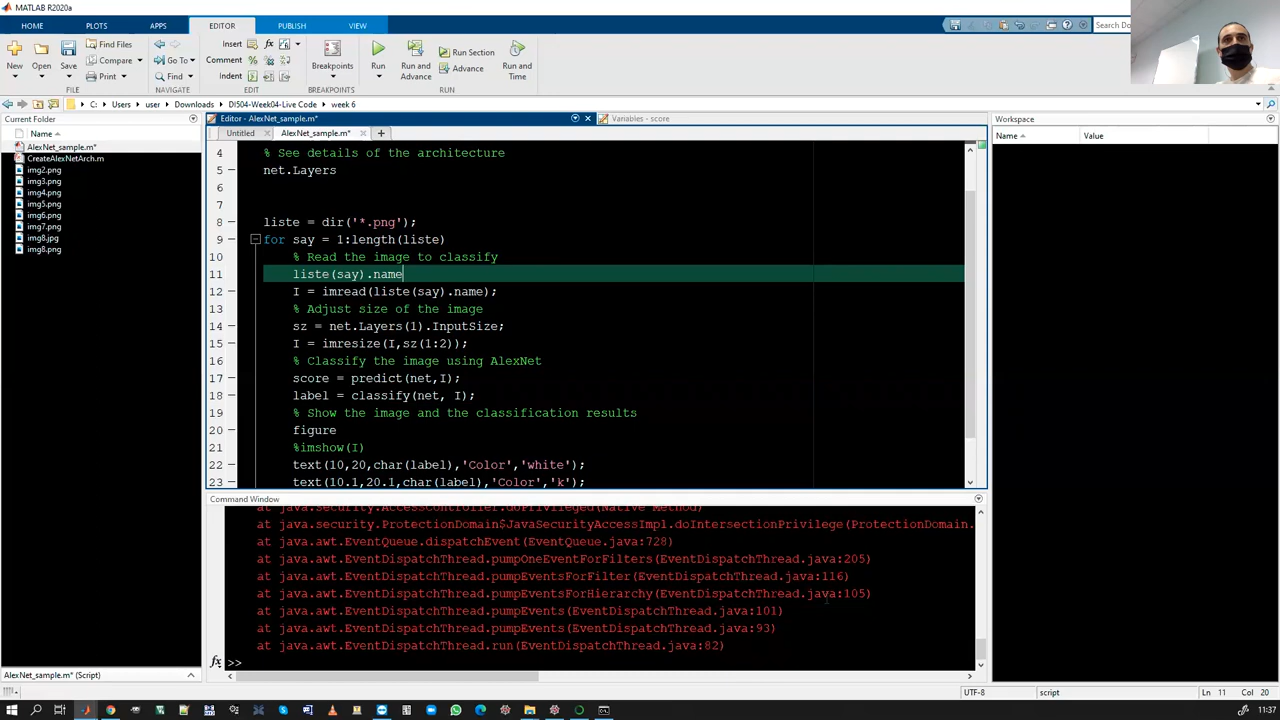 MATLAB R2020a
HOME PLOTS APPS EDITOR PUBLISH VIEW
Search Do
New Open Save Find Files Compare Print
Go To Find
Insert Comment Indent
Breakpoints Run Run and Advance Run Section Advance Run and Time
FILE NAVIGATE EDIT BREAKPOINTS RUN
C: Users user Downloads DI504-Week04-Live Code week 6
Current Folder
Name
AlexNet_sample.m*
CreateAlexNetArch.m
img2.png
img3.png
img4.png
img5.png
img6.png
img7.png
img8.jpg
img8.png
AlexNet_sample.m* (Script)
Editor - AlexNet_sample.m*
Variables - score
Untitled AlexNet_sample.m*
4 % See details of the architecture
5 net.Layers
6
7
8 liste = dir('*.png');
9 for say = 1:length(liste)
10 % Read the image to classify
11 liste(say).name
12 I = imread(liste(say).name);
13 % Adjust size of the image
14 sz = net.Layers(1).InputSize;
15 I = imresize(I,sz(1:2));
16 % Classify the image using AlexNet
17 score = predict(net,I);
18 label = classify(net, I);
19 % Show the image and the classification results
20 figure
21 %imshow(I)
22 text(10,20,char(label),'Color','white');
23 text(10.1,20.1,char(label),'Color','k');
Command Window
at java.security.AccessController.doPrivileged(Native Method)
at java.security.ProtectionDomain$JavaSecurityAccessImpl.doIntersectionPrivilege(ProtectionDomain.
at java.awt.EventQueue.dispatchEvent(EventQueue.java:728)
at java.awt.EventDispatchThread.pumpOneEventForFilters(EventDispatchThread.java:205)
at java.awt.EventDispatchThread.pumpEventsForFilter(EventDispatchThread.java:116)
at java.awt.EventDispatchThread.pumpEventsForHierarchy(EventDispatchThread.java:105)
at java.awt.EventDispatchThread.pumpEvents(EventDispatchThread.java:101)
at java.awt.EventDispatchThread.pumpEvents(EventDispatchThread.java:93)
at java.awt.EventDispatchThread.run(EventDispatchThread.java:82)
fx >>
Workspace
Name Value
UTF-8 script Ln 11 Col 20
11:37